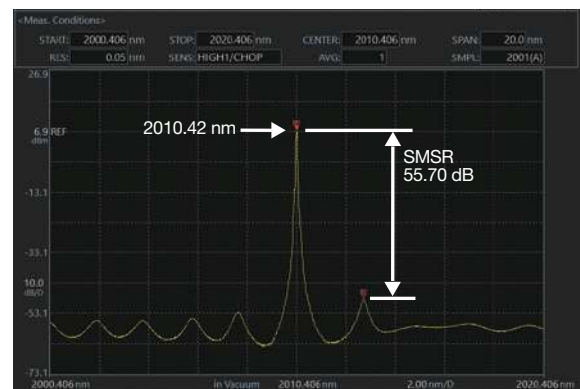 <Meas. Conditions>
START: 2000.406 nm STOP: 2020.406 nm CENTER: 2010.406 nm SPAN: 20.0 nm
RES: 0.05 nm SENS: HIGH1/CHOP AVG: 1 SMPL: 2001(A)
26.9
6.9 REF
dBm
2010.42 nm
SMSR
55.70 dB
-13.1
-33.1
10.0
dB/D
-53.1
-73.1
2000.406 nm in Vacuum 2010.406 nm 2.00 nm/D 2020.406 nm